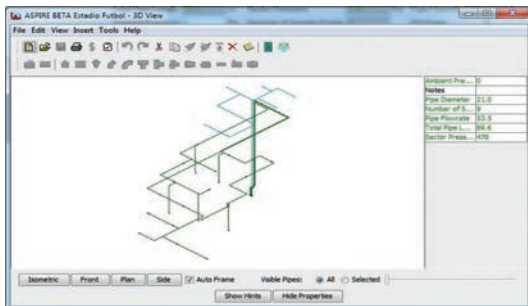 ASPIRE BETA Estadio Futbol - 3D View
File Edit View Insert Tools Help
Ambient Pre... 0
Notes
Pipe Diameter 21.0
Number of S... 9
Pipe Flowrate 53.5
Total Pipe L... 89.6
Sector Press... 478
Isometric Front Plan Side Auto Frame Visible Pipes: All Selected
Show Hints Hide Properties